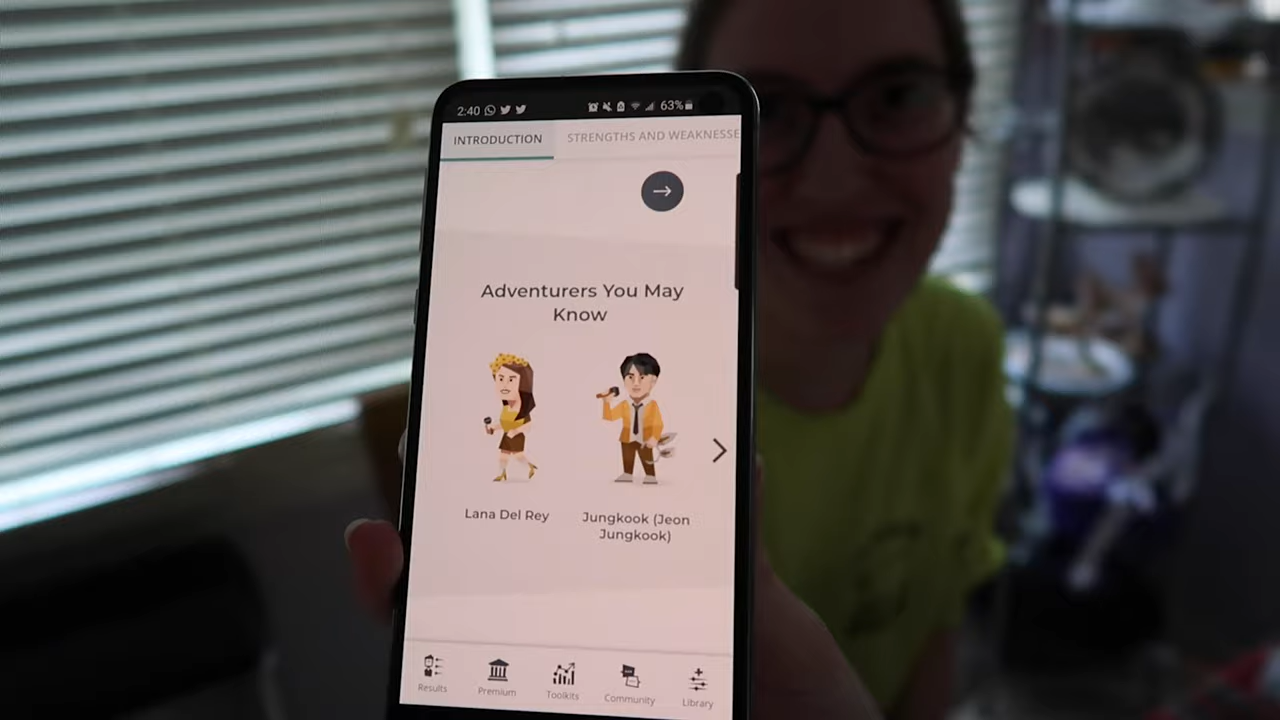 2:40 63%
INTRODUCTION STRENGTHS AND WEAKNESSE
Adventurers You May
Know
Lana Del Rey
Jungkook (Jeon
Jungkook)
Results Premium Toolkits Community Library